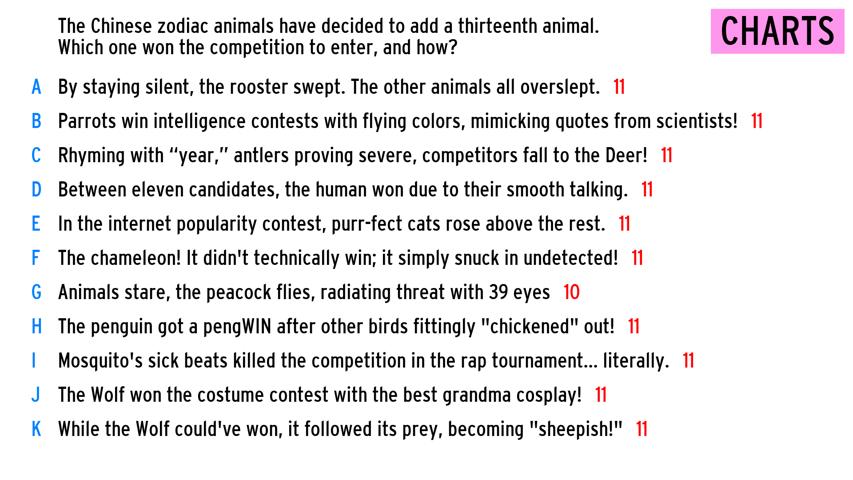 The Chinese zodiac animals have decided to add a thirteenth animal.
Which one won the competition to enter, and how?
CHARTS
A By staying silent, the rooster swept. The other animals all overslept. 11
B Parrots win intelligence contests with flying colors, mimicking quotes from scientists! 11
C Rhyming with “year,” antlers proving severe, competitors fall to the Deer! 11
D Between eleven candidates, the human won due to their smooth talking. 11
E In the internet popularity contest, purr-fect cats rose above the rest. 11
F The chameleon! It didn't technically win; it simply snuck in undetected! 11
G Animals stare, the peacock flies, radiating threat with 39 eyes 10
H The penguin got a pengWIN after other birds fittingly "chickened" out! 11
I Mosquito's sick beats killed the competition in the rap tournament... literally. 11
J The Wolf won the costume contest with the best grandma cosplay! 11
K While the Wolf could've won, it followed its prey, becoming "sheepish!" 11